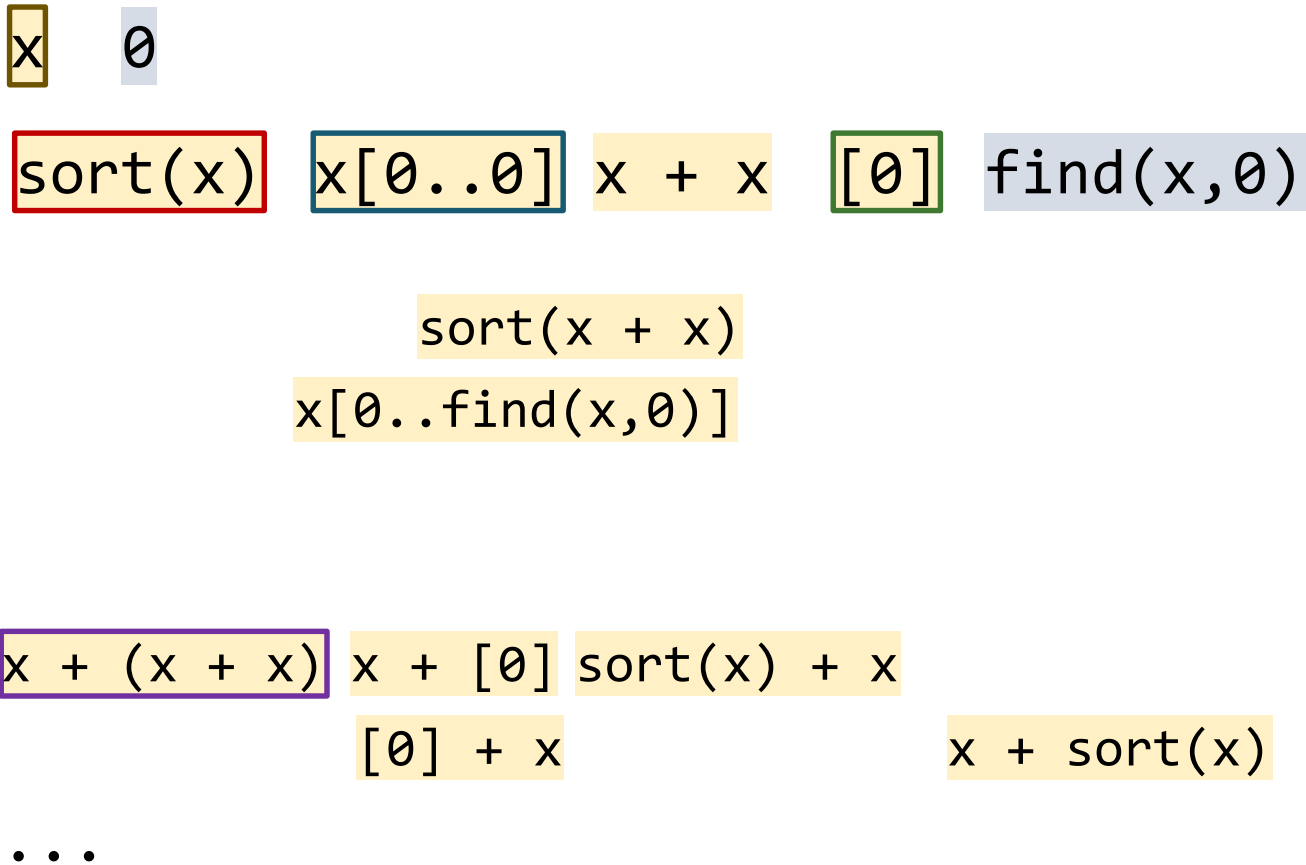 x 0
sort(x) x[0..0] x + x [0] find(x,0)
sort(x + x)
x[0..find(x,0)]
x + (x + x) x + [0] sort(x) + x
[0] + x x + sort(x)
...